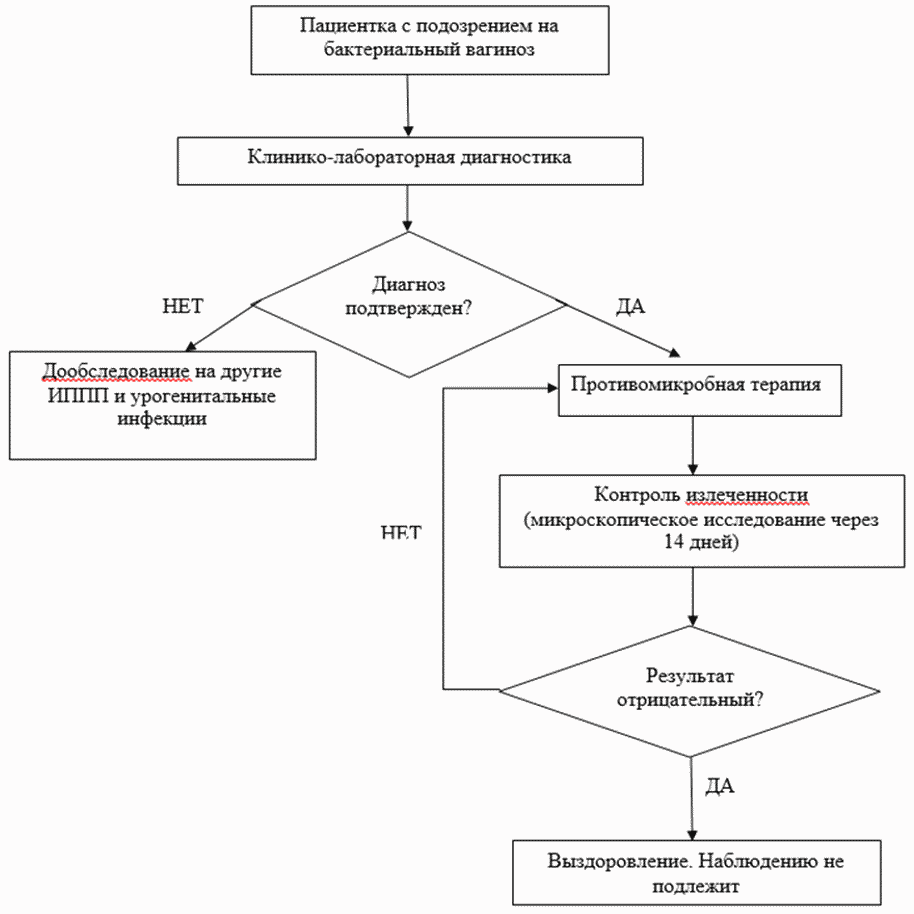 Пациентка с подозрением на
бактериальный вагиноз
Клинико-лабораторная диагностика
Диагноз
подтвержден?
НЕТ
ДА
Дообследование на другие
ИППП и урогенитальные
инфекции
Противомикробная терапия
Контроль излеченности
(микроскопическое исследование через
14 дней)
НЕТ
Результат
отрицательный?
ДА
Выздоровление. Наблюдению не
подлежит